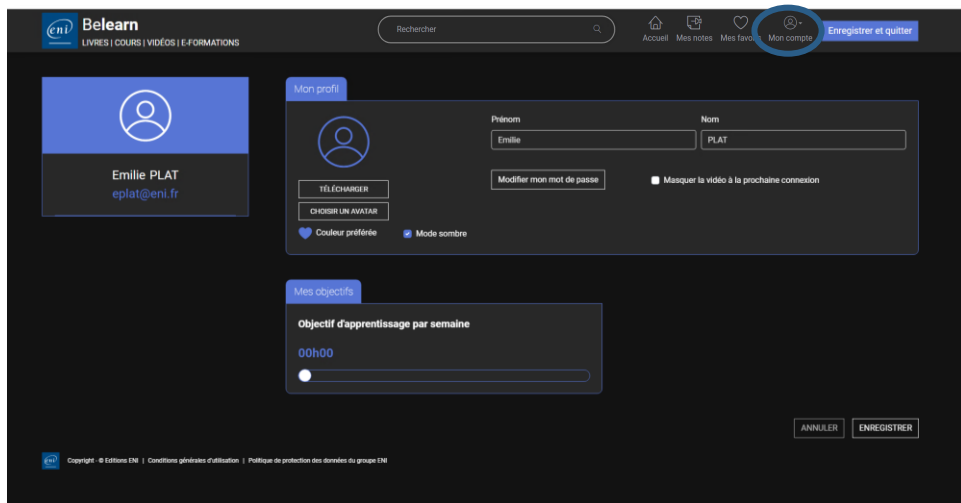 eni
Belearn
LIVRES | COURS | VIDÉOS | E-FORMATIONS
Rechercher
Accueil
Mes notes
Mes favoris
Mon compte
Enregistrer et quitter
Emilie PLAT
eplat@eni.fr
Mon profil
TÉLÉCHARGER
CHOISIR UN AVATAR
Couleur préférée
Mode sombre
Prénom
Nom
Emilie
PLAT
Modifier mon mot de passe
Masquer la vidéo à la prochaine connexion
Mes objectifs
Objectif d'apprentissage par semaine
00h00
ANNULER
ENREGISTRER
eni
Copyright - © Editions ENI | Conditions générales d'utilisation | Politique de protection des données du groupe ENI